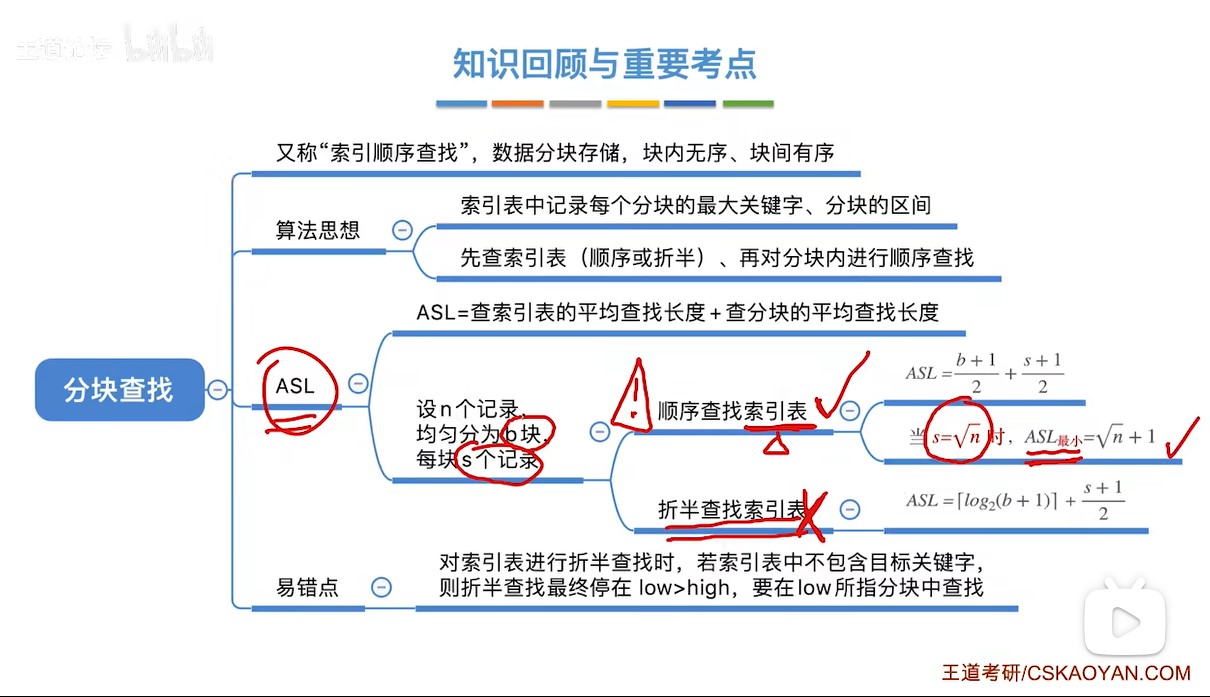 王道论坛 bilibili
知识回顾与重要考点
又称“索引顺序查找”，数据分块存储，块内无序、块间有序
算法思想
索引表中记录每个分块的最大关键字、分块的区间
先查索引表（顺序或折半）、再对分块内进行顺序查找
分块查找
ASL
ASL=查索引表的平均查找长度+查分块的平均查找长度
设n个记录，
均匀分为b块，
每块s个记录
顺序查找索引表
ASL=\frac{b+1}{2}+\frac{s+1}{2}
当s=√n时，ASL最小=√n+1
折半查找索引表
ASL=⌈log₂(b+1)⌉+\frac{s+1}{2}
易错点
对索引表进行折半查找时，若索引表中不包含目标关键字，
则折半查找最终停在 low>high，要在low所指分块中查找
王道考研/CSKAOYAN.COM